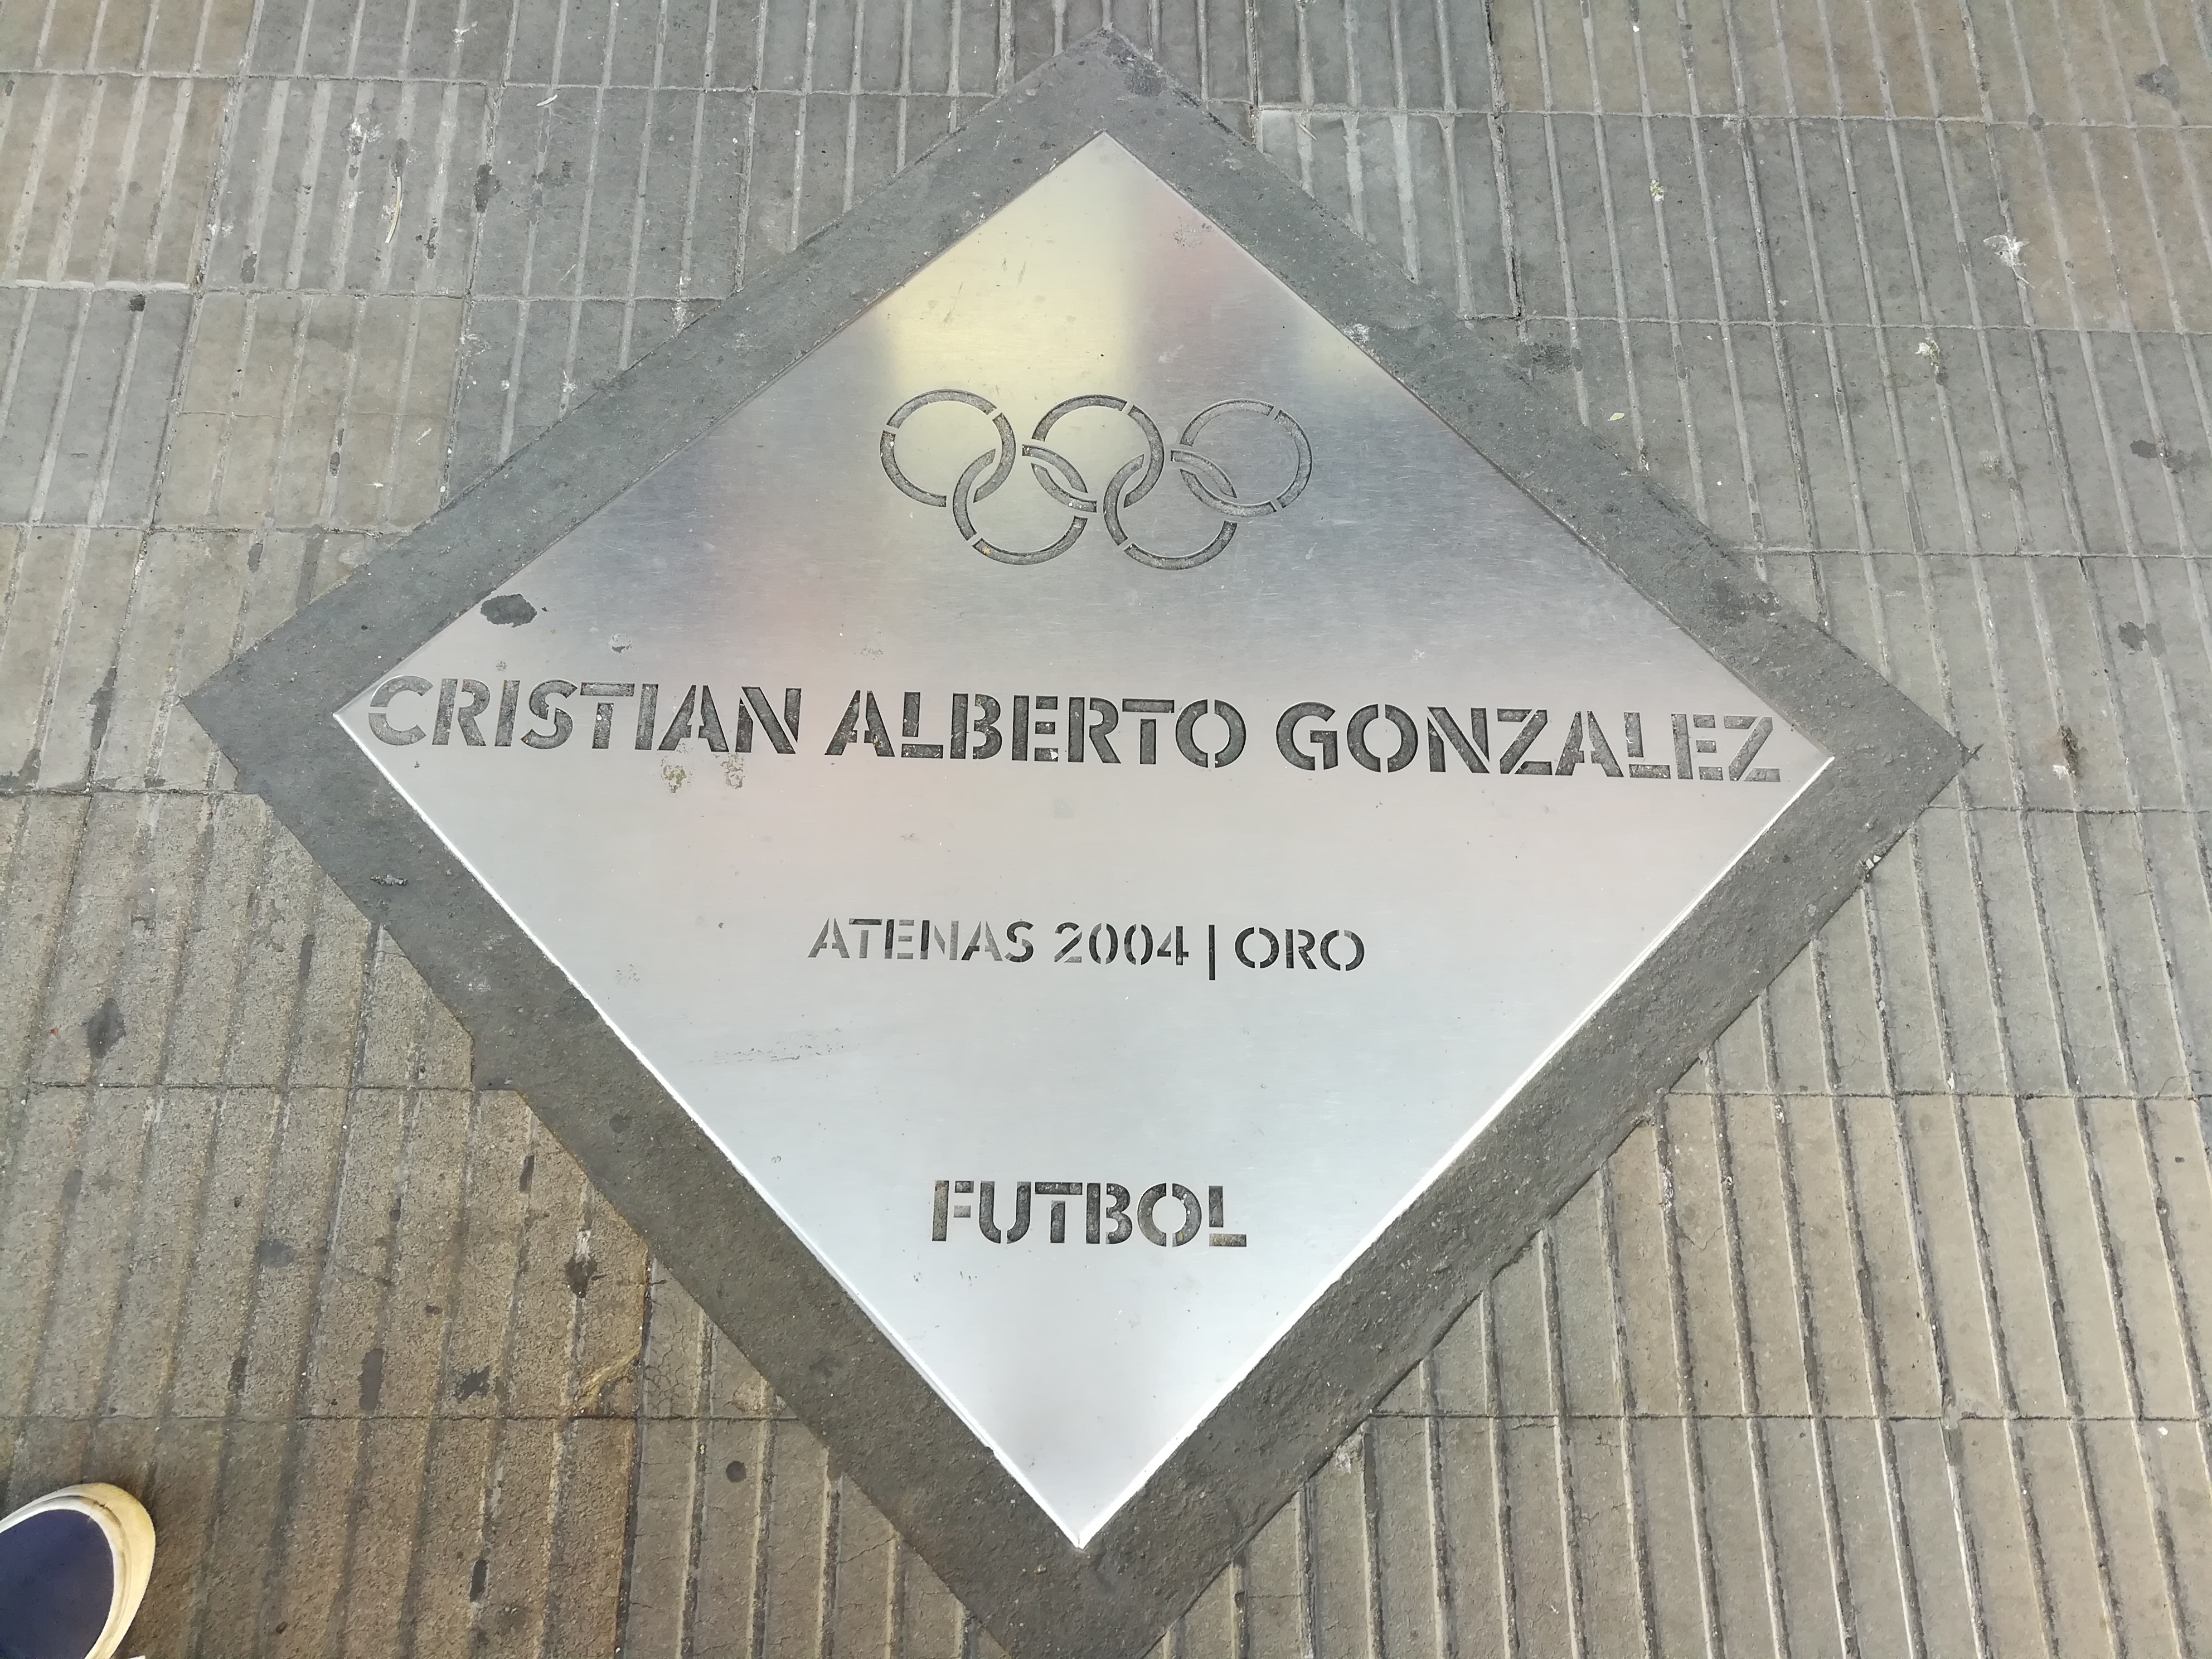 CRISTIAN ALBERTO GONZALEZ
ATENAS 2004 | ORO
FUTBOL